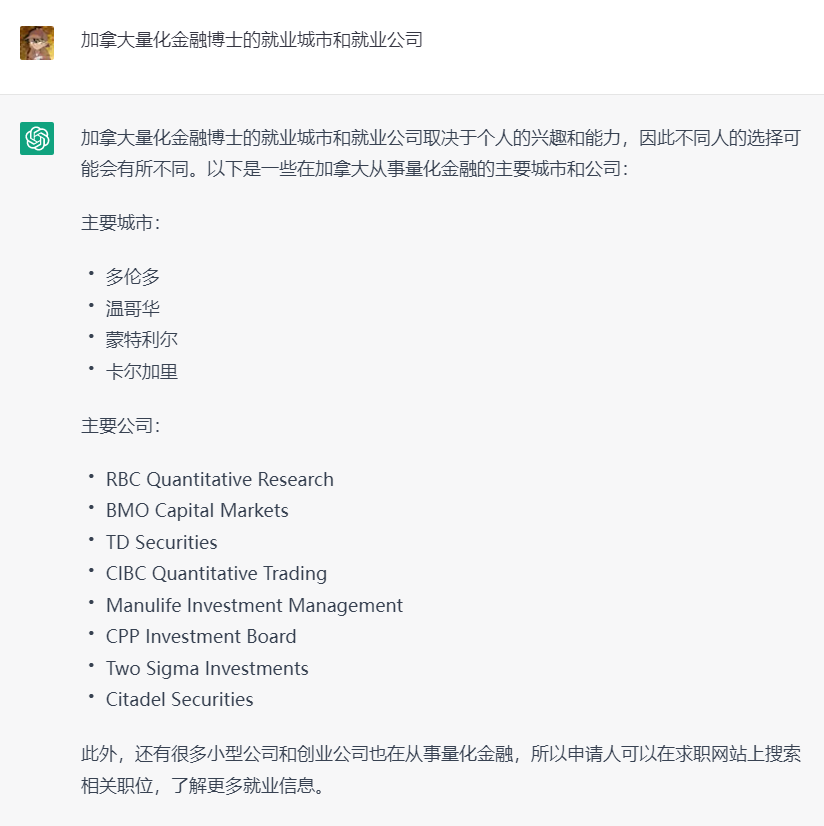 加拿大量化金融博士的就业城市和就业公司
加拿大量化金融博士的就业城市和就业公司取决于个人的兴趣和能力，因此不同人的选择可
能会有所不同。以下是一些在加拿大从事量化金融的主要城市和公司：
主要城市：
• 多伦多
• 温哥华
• 蒙特利尔
• 卡尔加里
主要公司：
• RBC Quantitative Research
• BMO Capital Markets
• TD Securities
• CIBC Quantitative Trading
• Manulife Investment Management
• CPP Investment Board
• Two Sigma Investments
• Citadel Securities
此外，还有很多小型公司和创业公司也在从事量化金融，所以申请人可以在求职网站上搜索
相关职位，了解更多就业信息。